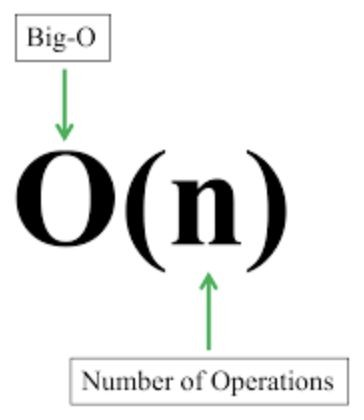 Big-O
O(n)
Number of Operations